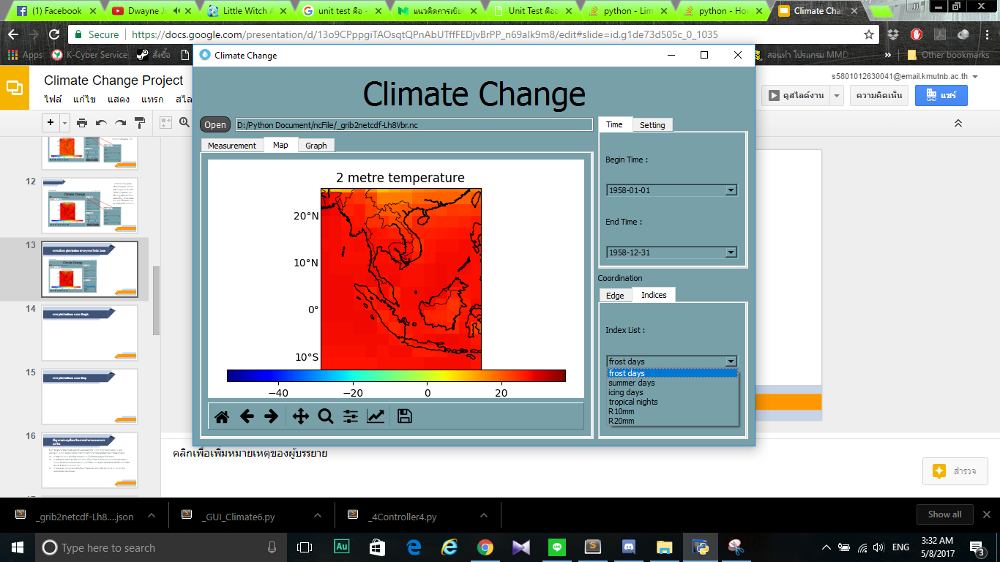 (1) Facebook
Dwayne J
Little Witch A
unit test คือ -
แนวคิดการเขีย
Unit Test คืออ
python - Lim
python - Hov
Climate Cha
Secure
https://docs.google.com/presentation/d/13o9CPppgiTAOsqtQPnAbUTffFEDjvBrPP_n69aIk9m8/edit#slide=id.g1de73d505c_0_1035
Apps
K-Cyber Service
สั่งซื้อ
สอนทำ โปรแกรม MMD
Other bookmarks
Climate Change Project
s5801012630041@email.kmutnb.ac.th
ไฟล์ แก้ไข แสดง แทรก สไล
ดูสไลด์งาน
ความคิดเห็น
แชร์
12
13
14
15
16
Climate Change
Climate Change
Open
D:/Python Document/ncFile/_grib2netcdf-Lh8Vbr.nc
Measurement Map Graph
2 metre temperature
20°N
10°N
0°
10°S
−40 −20 0 20
Time Setting
Begin Time :
1958-01-01
End Time :
1958-12-31
Coordination
Edge Indices
Index List :
frost days
frost days
summer days
icing days
tropical nights
R10mm
R20mm
คลิกเพื่อเพิ่มหมายเหตุของผู้บรรยาย
สำรวจ
_grib2netcdf-Lh8....json
_GUI_Climate6.py
_4Controller4.py
Show all
Type here to search
Au
LINE
ENG
3:32 AM
5/8/2017
3